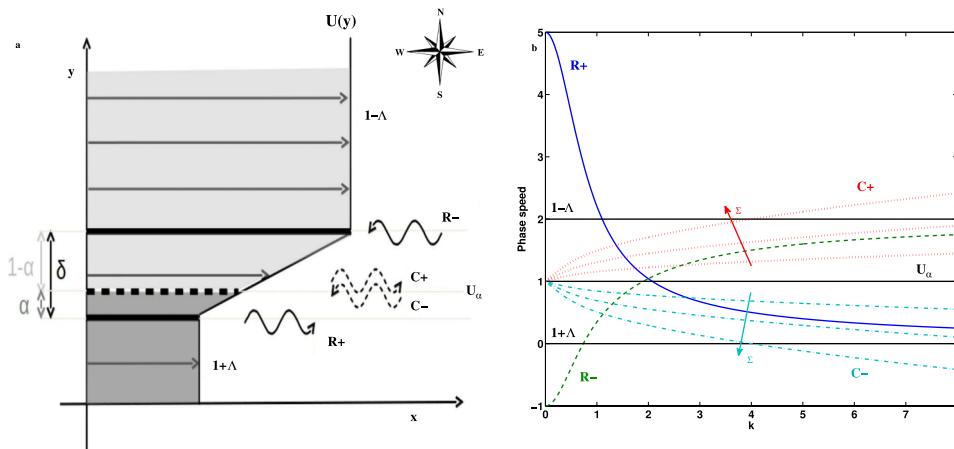 a
U(y)
N
W
E
S
y
1−Λ
R−
1-α
δ
C+
C−
U_α
α
R+
1+Λ
x
b
5
4
3
2
1
0
−1
Phase speed
R+
C+
Σ
1−Λ
U_α
1+Λ
Σ
R−
C−
0
1
2
3
4
5
6
7
k